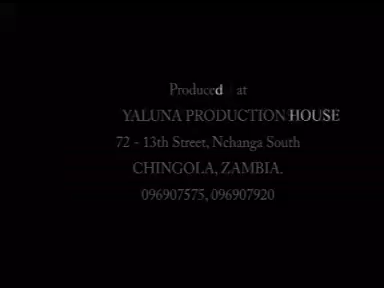 Produced at
YALUNA PRODUCTION HOUSE
72 - 13th Street, Nchanga South
CHINGOLA, ZAMBIA.
096907575, 096907920